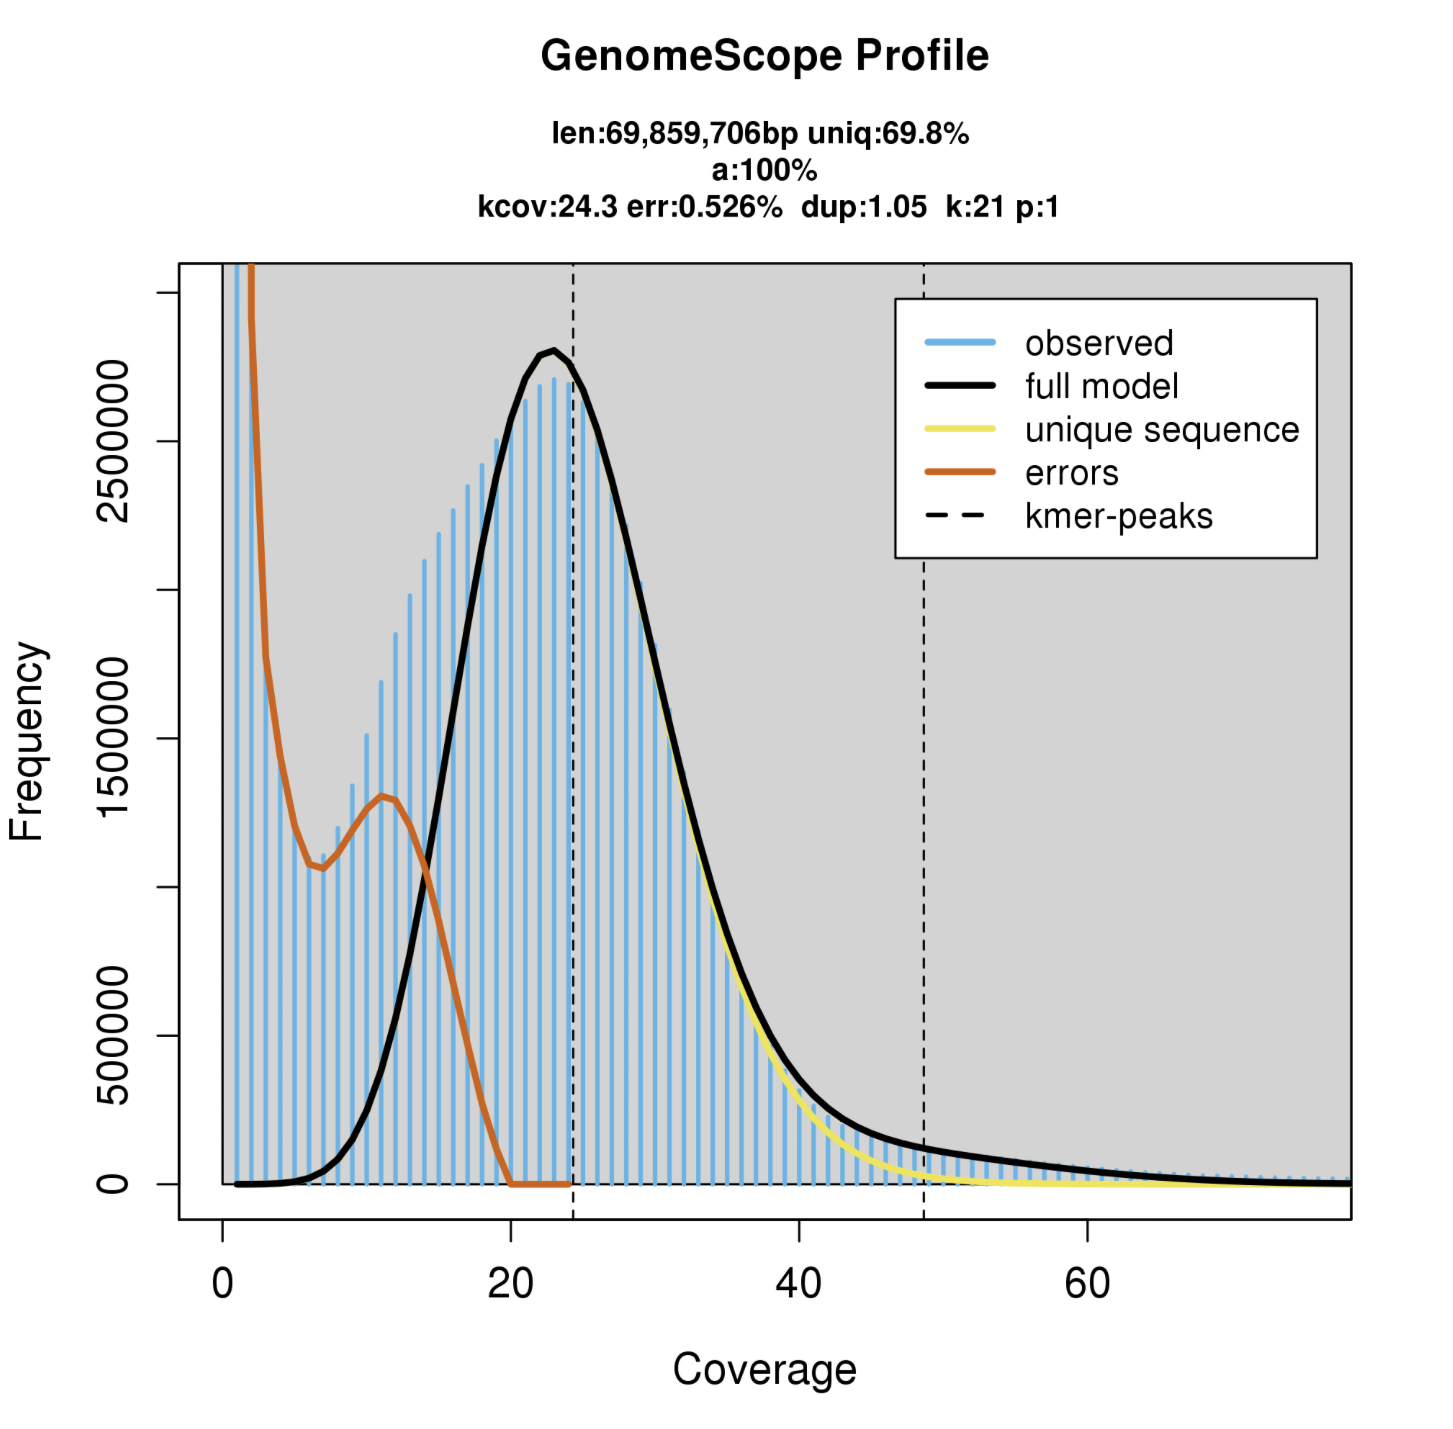 GenomeScope Profile
len:69,859,706bp uniq:69.8%
a:100%
kcov:24.3 err:0.526%  dup:1.05  k:21 p:1
observed
full model
unique sequence
errors
kmer-peaks
Frequency
2500000
1500000
500000
0
0 20 40 60
Coverage